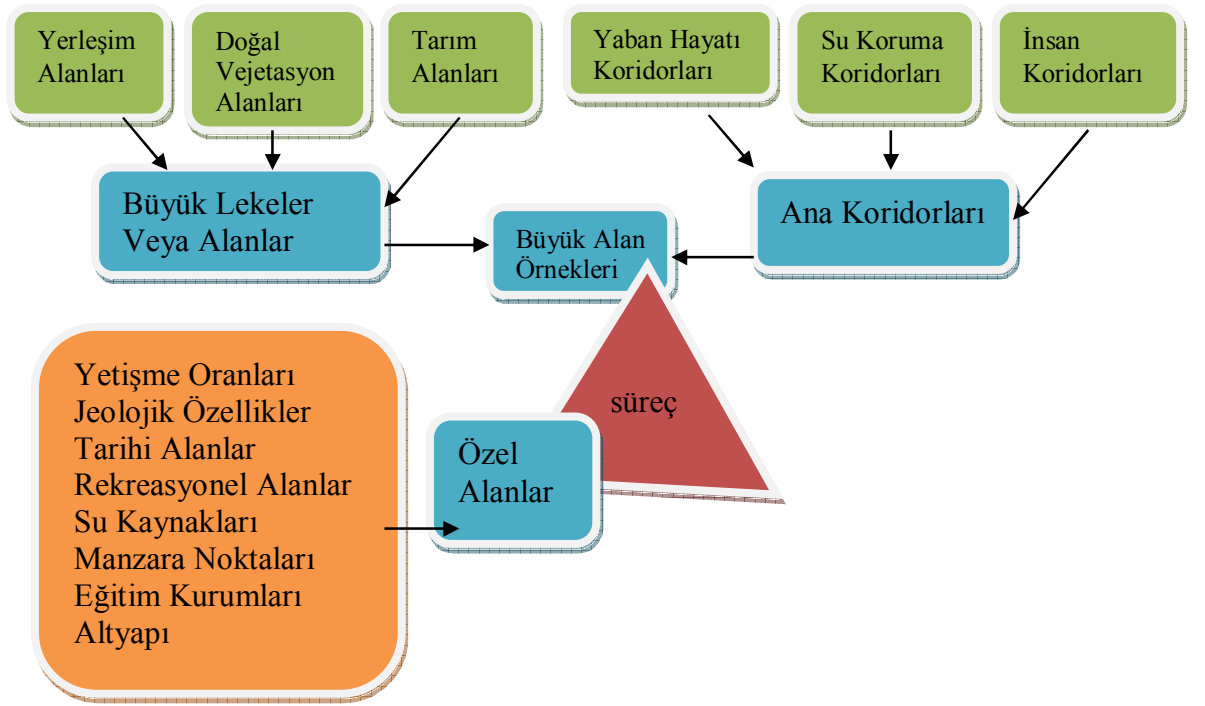 Yerleşim
Alanları
Doğal
Vejetasyon
Alanları
Tarım
Alanları
Yaban Hayatı
Koridorları
Su Koruma
Koridorları
İnsan
Koridorları
Büyük Lekeler
Veya Alanlar
Büyük Alan
Örnekleri
Ana Koridorları
Yetişme Oranları
Jeolojik Özellikler
Tarihi Alanlar
Rekreasyonel Alanlar
Su Kaynakları
Manzara Noktaları
Eğitim Kurumları
Altyapı
Özel
Alanlar
süreç